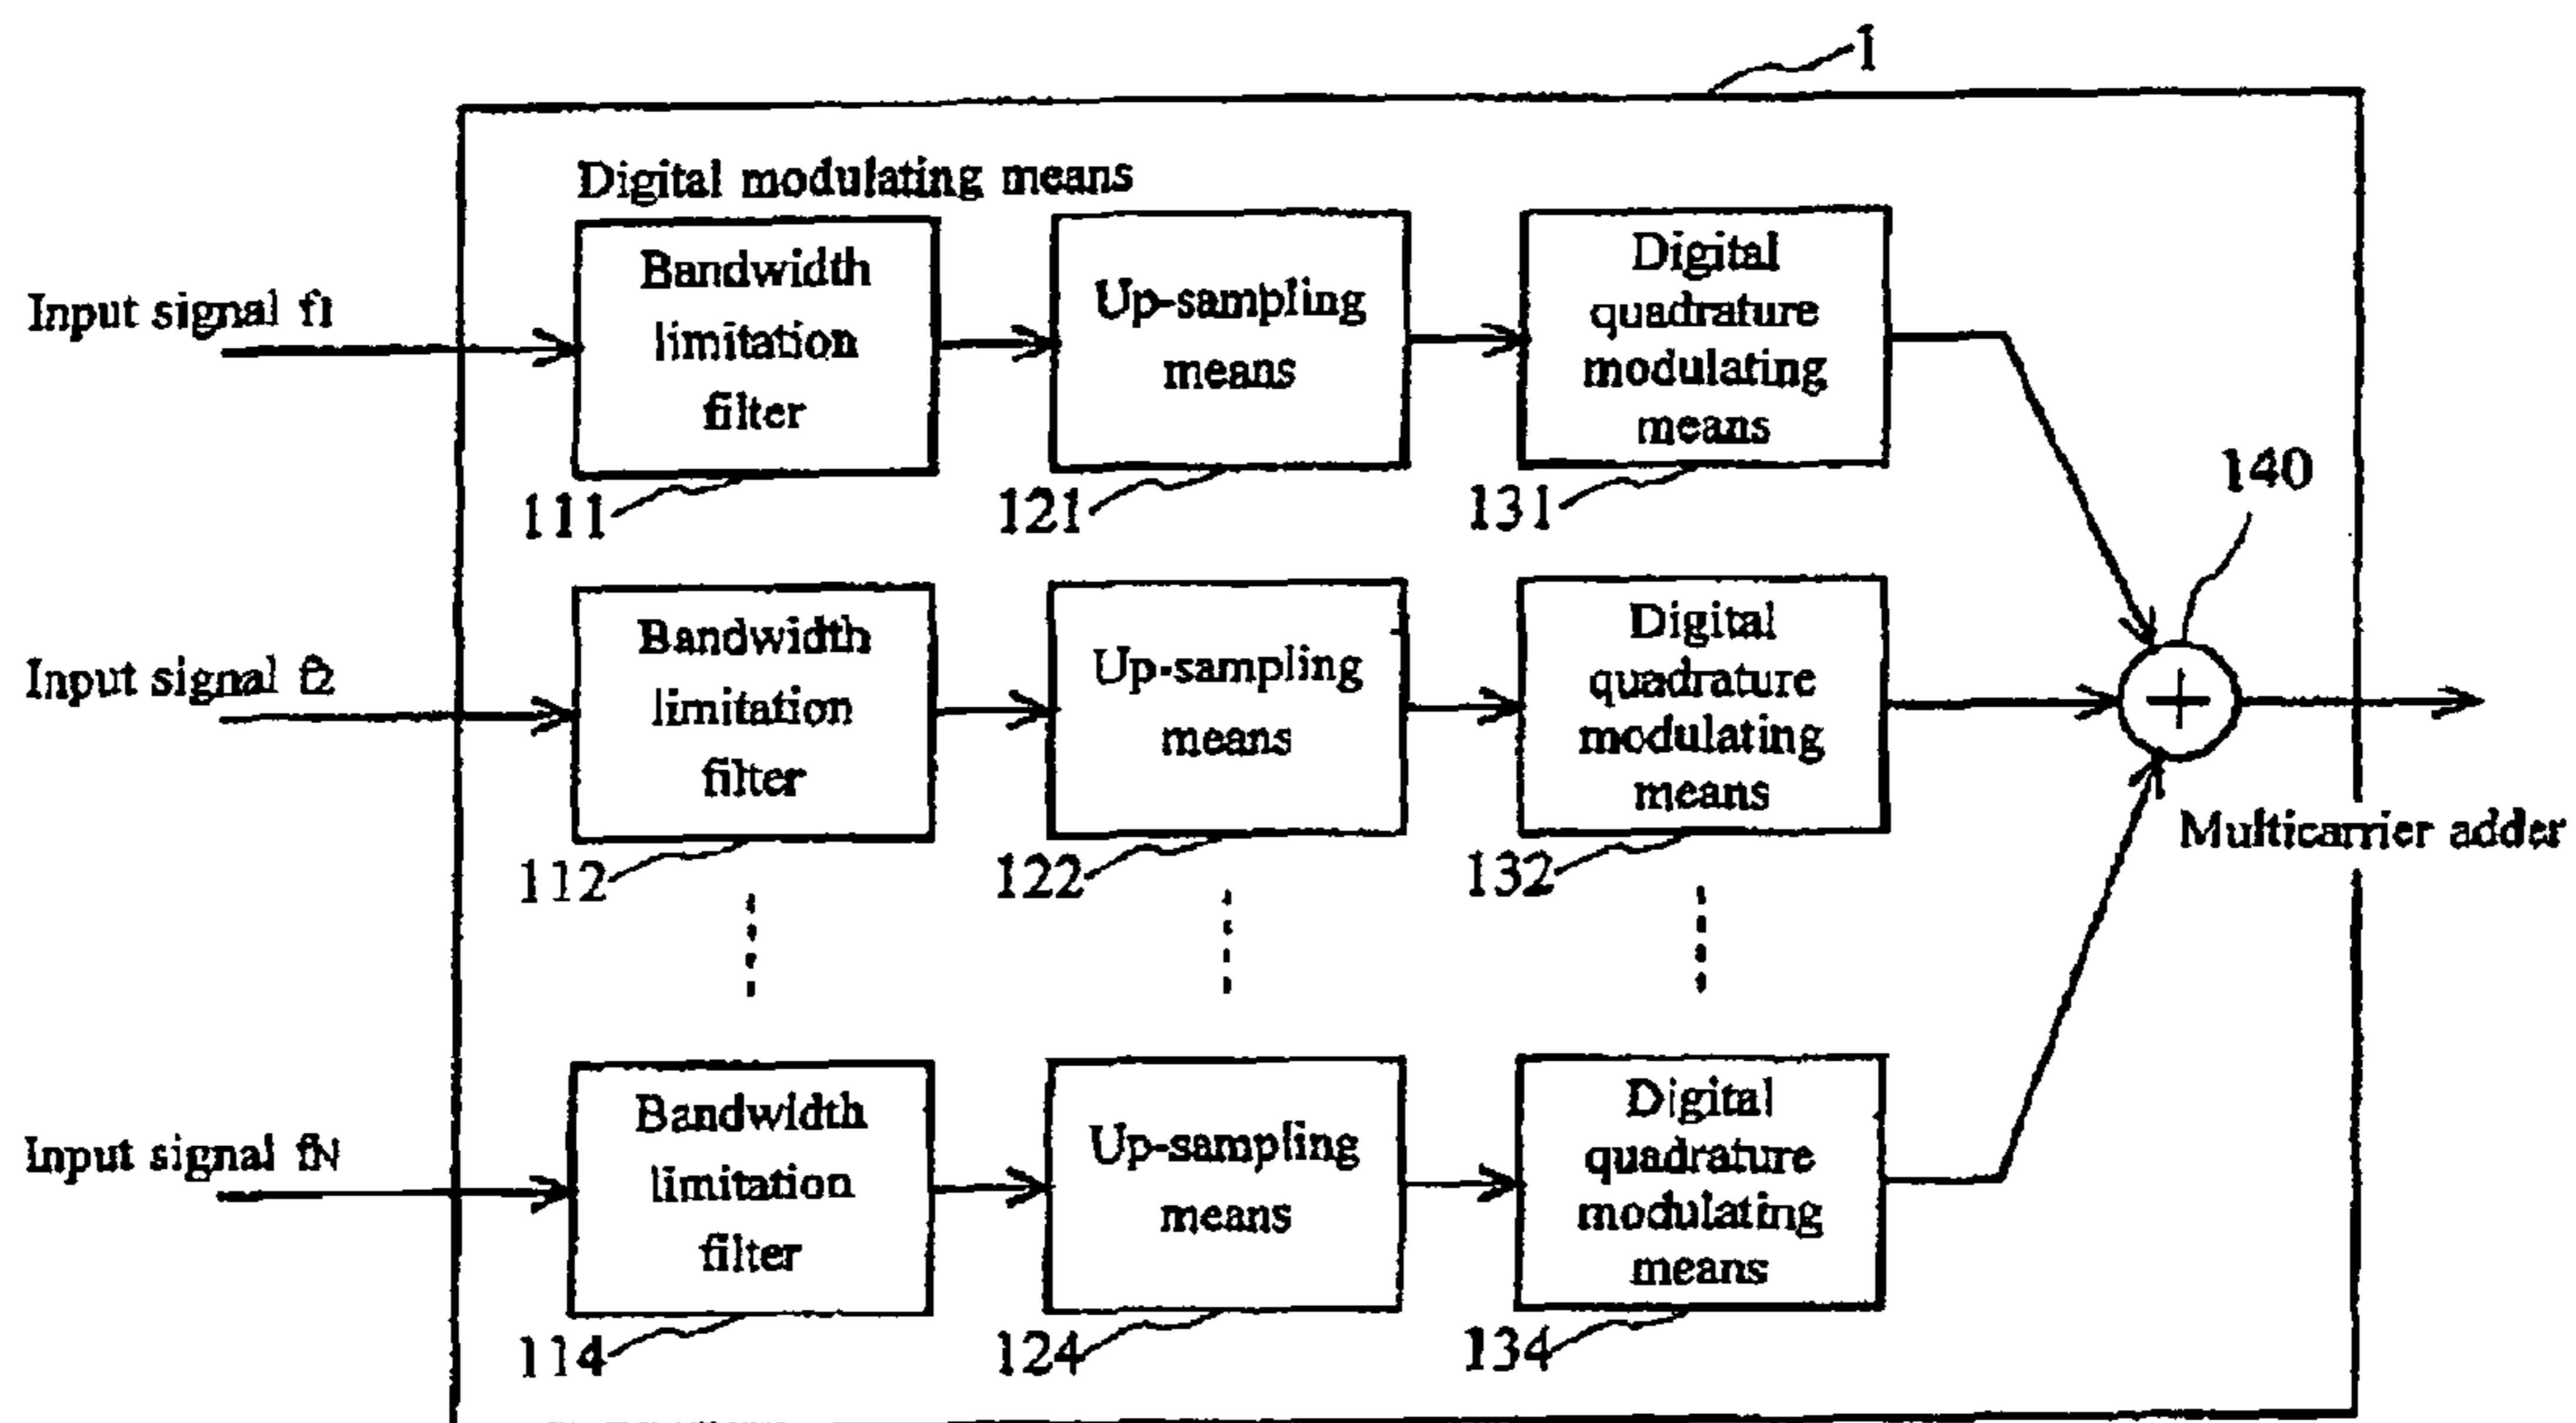 1
Digital modulating means
Input signal f1
Bandwidth
limitation
filter
Up-sampling
means
Digital
quadrature
modulating
means
111
121
131
140
Input signal f2
Bandwidth
limitation
filter
Up-sampling
means
Digital
quadrature
modulating
means
+
Multicarrier adder
112
122
132
Input signal fN
Bandwidth
limitation
filter
Up-sampling
means
Digital
quadrature
modulating
means
114
124
134